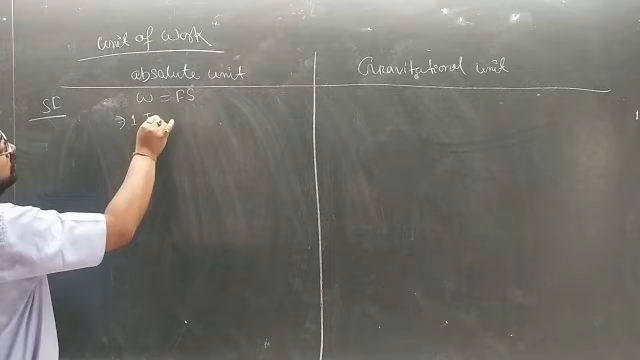 unit of work
absolute unit
Gravitational unit
SI
W = FS
⇒ 1